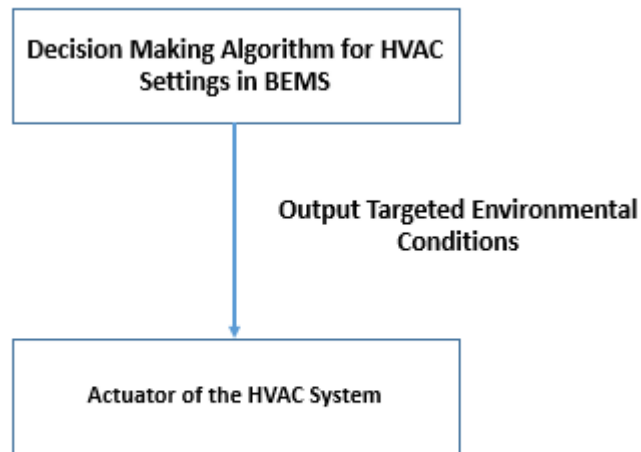 Decision Making Algorithm for HVAC
Settings in BEMS
Output Targeted Environmental
Conditions
Actuator of the HVAC System